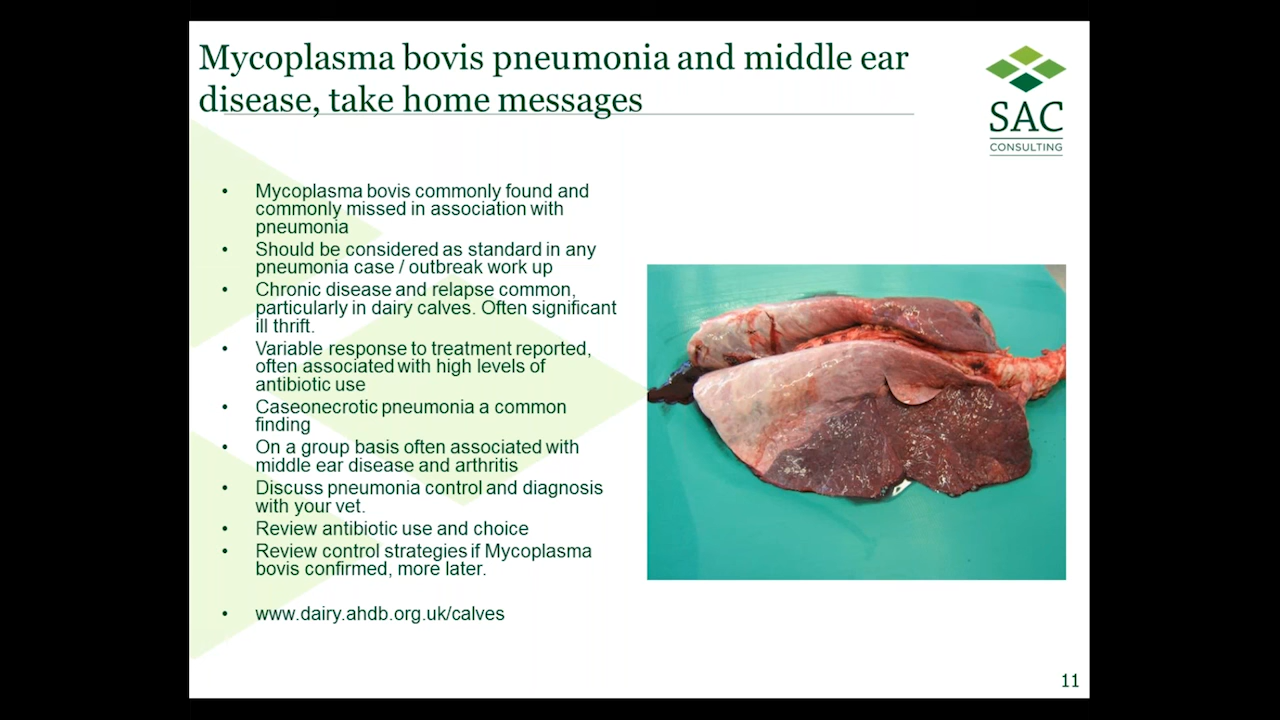 Mycoplasma bovis pneumonia and middle ear
disease, take home messages
SAC
CONSULTING
• Mycoplasma bovis commonly found and
commonly missed in association with
pneumonia
• Should be considered as standard in any
pneumonia case / outbreak work up
• Chronic disease and relapse common,
particularly in dairy calves. Often significant
ill thrift.
• Variable response to treatment reported,
often associated with high levels of
antibiotic use
• Caseonecrotic pneumonia a common
finding
• On a group basis often associated with
middle ear disease and arthritis
• Discuss pneumonia control and diagnosis
with your vet.
• Review antibiotic use and choice
• Review control strategies if Mycoplasma
bovis confirmed, more later.
• www.dairy.ahdb.org.uk/calves
11